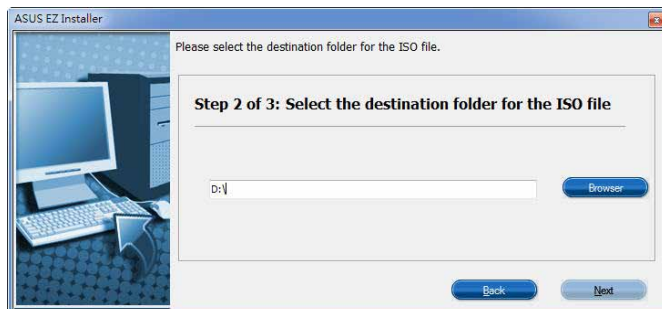 ASUS EZ Installer
Please select the destination folder for the ISO file.
Step 2 of 3: Select the destination folder for the ISO file
D:\
Browser
Back
Next